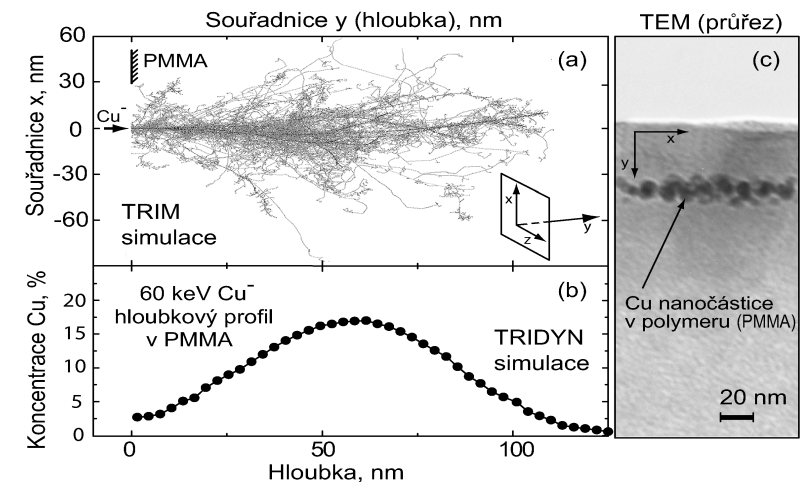 Souřadnice y (hloubka), nm
TEM (průřez)
Souřadnice x, nm
60
30
0
-30
-60
PMMA
(a)
Cu⁻
TRIM
simulace
x
z
y
(c)
x
y
Cu nanočástice
v polymeru (PMMA)
20 nm
Koncentrace Cu, %
20
15
10
5
0
60 keV Cu⁻
hloubkový profil
v PMMA
(b)
TRIDYN
simulace
0
50
100
Hloubka, nm